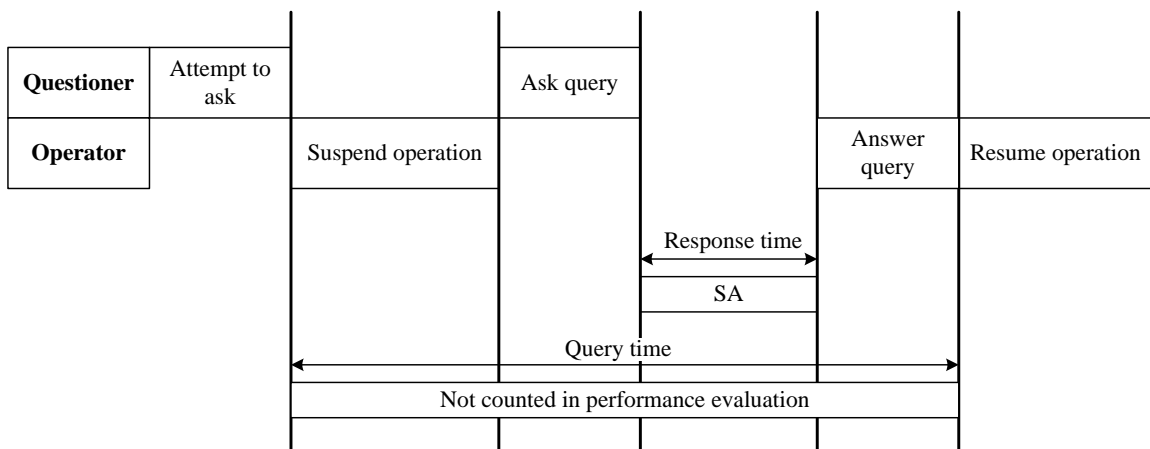 Questioner
Attempt to
ask
Ask query
Operator
Suspend operation
Answer
query
Resume operation
Response time
SA
Query time
Not counted in performance evaluation